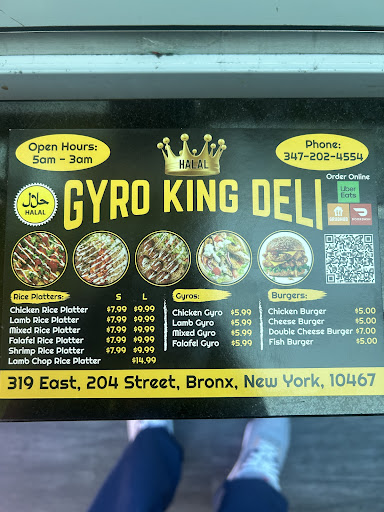 Open Hours:
5am - 3am
HALAL
Phone:
347-202-4554
Order Online
حلال
HALAL
GYRO KING DELI
Uber
Eats
GRUBHUB
DOORDASH
Rice Platters: S L
Chicken Rice Platter $7.99 $9.99
Lamb Rice Platter $7.99 $9.99
Mixed Rice Platter $7.99 $9.99
Falafel Rice Platter $7.99 $9.99
Shrimp Rice Platter $7.99 $9.99
Lamb Chop Rice Platter $14.99
Gyros:
Chicken Gyro $5.99
Lamb Gyro $5.99
Mixed Gyro $5.99
Falafel Gyro $5.99
Burgers:
Chicken Burger $5.00
Cheese Burger $5.00
Double Cheese Burger $7.00
Fish Burger $5.00
319 East, 204 Street, Bronx, New York, 10467